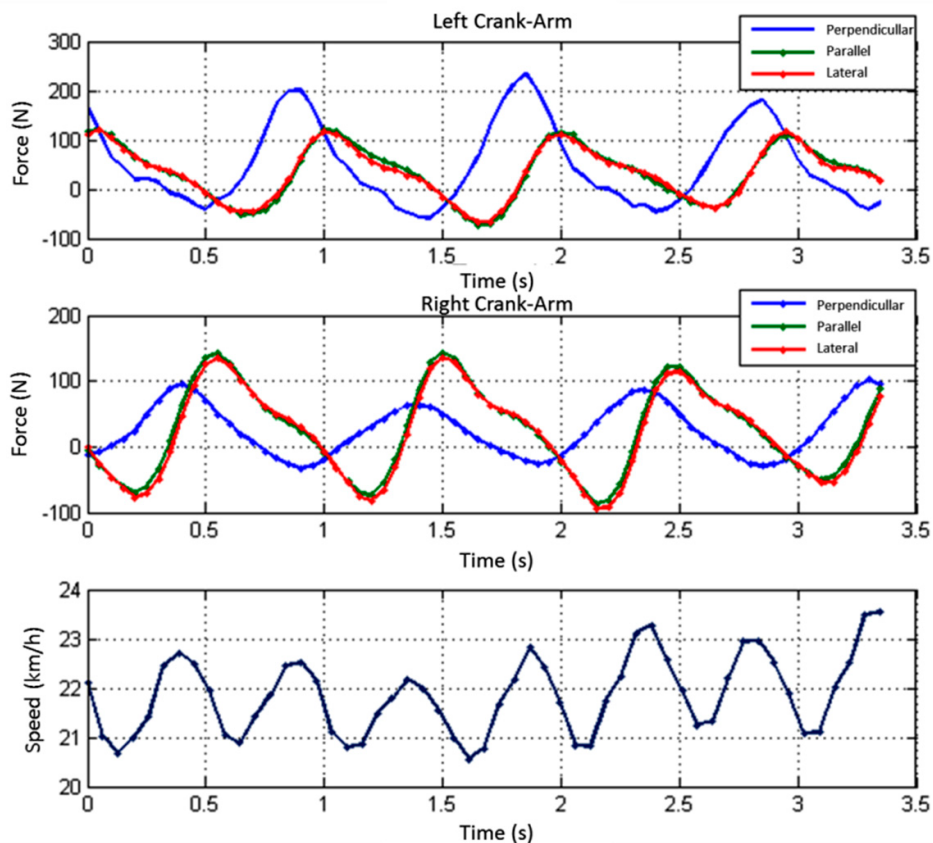 Left Crank-Arm
Perpendicullar
Parallel
Lateral
Force (N)
300
200
100
0
-100
0 0.5 1 1.5 2 2.5 3 3.5
Time (s)
Right Crank-Arm
Perpendicullar
Parallel
Lateral
Force (N)
200
100
0
-100
0 0.5 1 1.5 2 2.5 3 3.5
Time (s)
Speed (km/h)
24
23
22
21
20
0 0.5 1 1.5 2 2.5 3 3.5
Time (s)